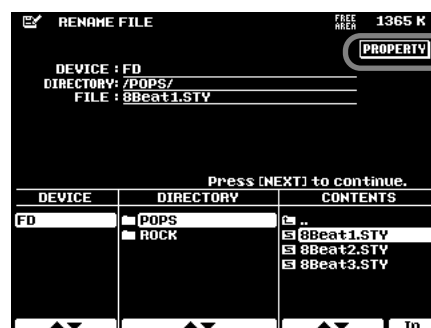 RENAME FILE
FREE AREA 1365 K
PROPERTY
DEVICE : FD
DIRECTORY: /POPS/
FILE : 8Beat1.STY
Press [NEXT] to continue.
DEVICE DIRECTORY CONTENTS
FD POPS ..
ROCK 8Beat1.STY
8Beat2.STY
8Beat3.STY
In